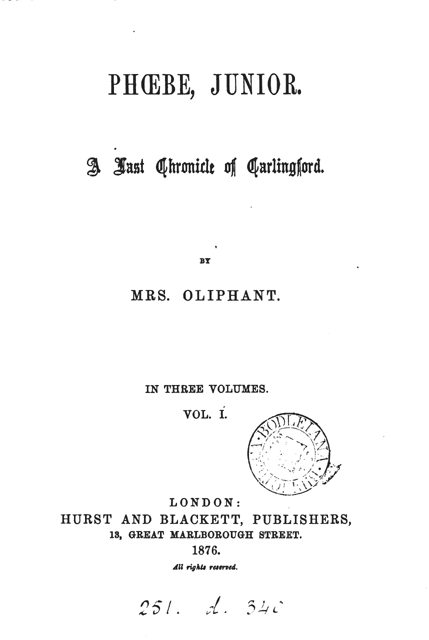 PHŒBE, JUNIOR.
A Last Chronicle of Carlingford.
BY
MRS. OLIPHANT.
IN THREE VOLUMES.
VOL. I.
BODLEIANA
LONDON:
HURST AND BLACKETT, PUBLISHERS,
13, GREAT MARLBOROUGH STREET.
1876.
All rights reserved.
251. d. 340